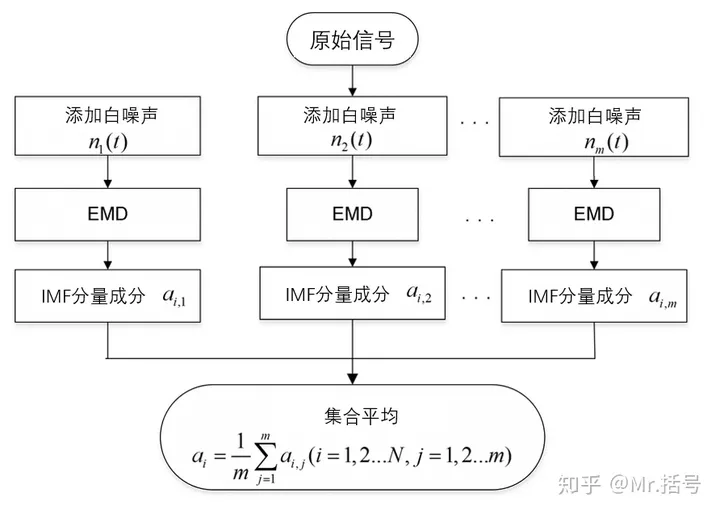 原始信号
添加白噪声 添加白噪声 ... 添加白噪声
n₁(t) n₂(t) nₘ(t)
EMD EMD ... EMD
IMF分量成分 a_{i,1} IMF分量成分 a_{i,2} ... IMF分量成分 a_{i,m}
集合平均
a_i = \frac{1}{m} \sum_{j=1}^{m} a_{i,j} (i = 1,2...N, j = 1,2...m)
知乎 @Mr.括号